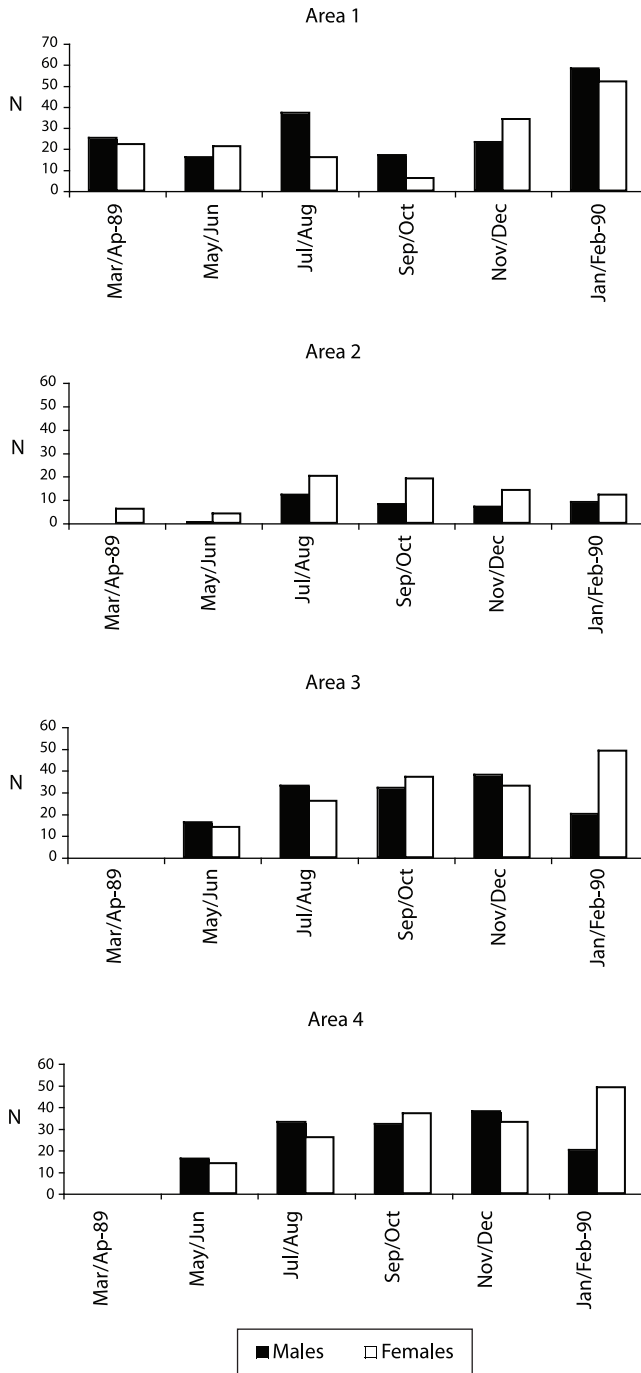 Area 1
70
60
50
40
30
20
10
0
N
Mar/Ap-89
May/Jun
Jul/Aug
Sep/Oct
Nov/Dec
Jan/Feb-90
Area 2
60
50
40
30
20
10
0
N
Mar/Ap-89
May/Jun
Jul/Aug
Sep/Oct
Nov/Dec
Jan/Feb-90
Area 3
60
50
40
30
20
10
0
N
Mar/Ap-89
May/Jun
Jul/Aug
Sep/Oct
Nov/Dec
Jan/Feb-90
Area 4
60
50
40
30
20
10
0
N
Mar/Ap-89
May/Jun
Jul/Aug
Sep/Oct
Nov/Dec
Jan/Feb-90
Males Females